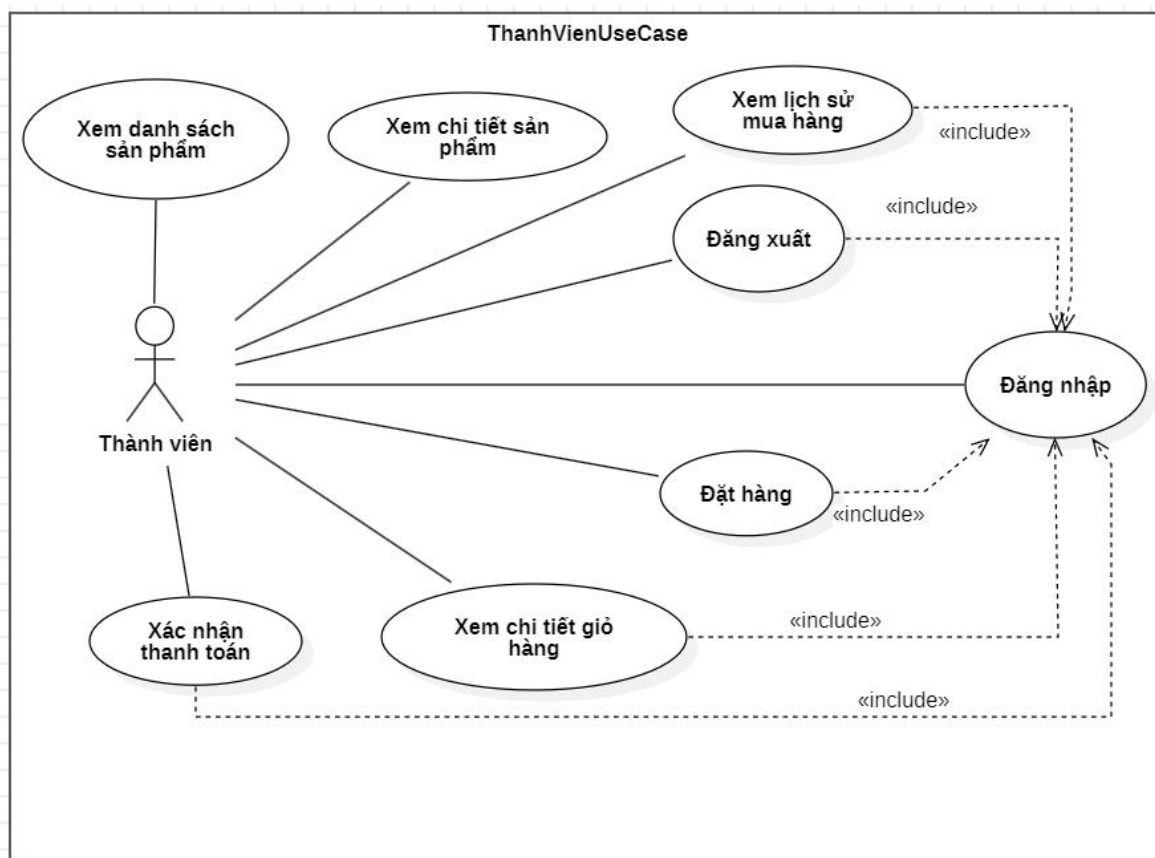 ThanhVienUseCase
Xem danh sách
sản phẩm
Xem chi tiết sản
phẩm
Xem lịch sử
mua hàng
«include»
Đăng xuất
«include»
Đăng nhập
Thành viên
Đặt hàng
«include»
Xác nhận
thanh toán
Xem chi tiết giỏ
hàng
«include»
«include»